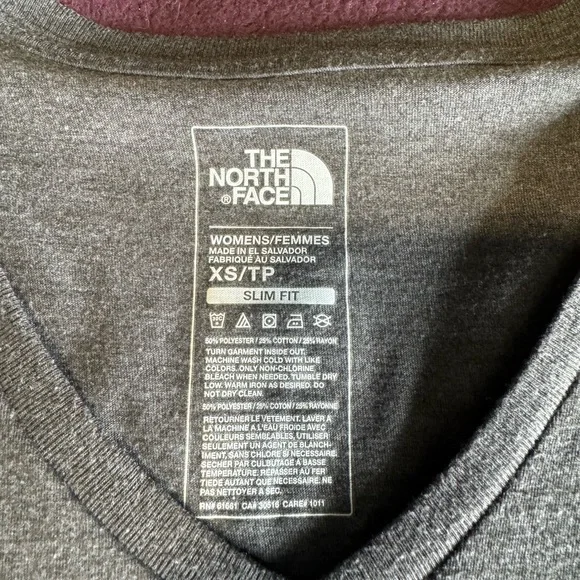 THE
NORTH
® FACE
WOMENS/FEMMES
MADE IN EL SALVADOR
FABRIQUÉ AU SALVADOR
XS/TP
SLIM FIT
50% POLYESTER / 25% COTTON / 25% RAYON
TURN GARMENT INSIDE OUT.
MACHINE WASH COLD WITH LIKE
COLORS. ONLY NON-CHLORINE
BLEACH WHEN NEEDED. TUMBLE DRY
LOW. WARM IRON AS DESIRED. DO
NOT DRY CLEAN.
50% POLYESTER / 25% COTON / 25% RAYONNE
RETOURNER LE VÊTEMENT. LAVER À
LA MACHINE À L'EAU FROIDE AVEC
COULEURS SEMBLABLES. UTILISER
SEULEMENT UN AGENT DE BLANCHI-
MENT, SANS CHLORE SI NÉCESSAIRE.
SÉCHER PAR CULBUTAGE À BASSE
TEMPÉRATURE. REPASSER AU FER
TIÈDE AUTANT QUE NÉCESSAIRE. NE
PAS NETTOYER À SEC.
RN# 61661 CA# 30516 CARE# 1011